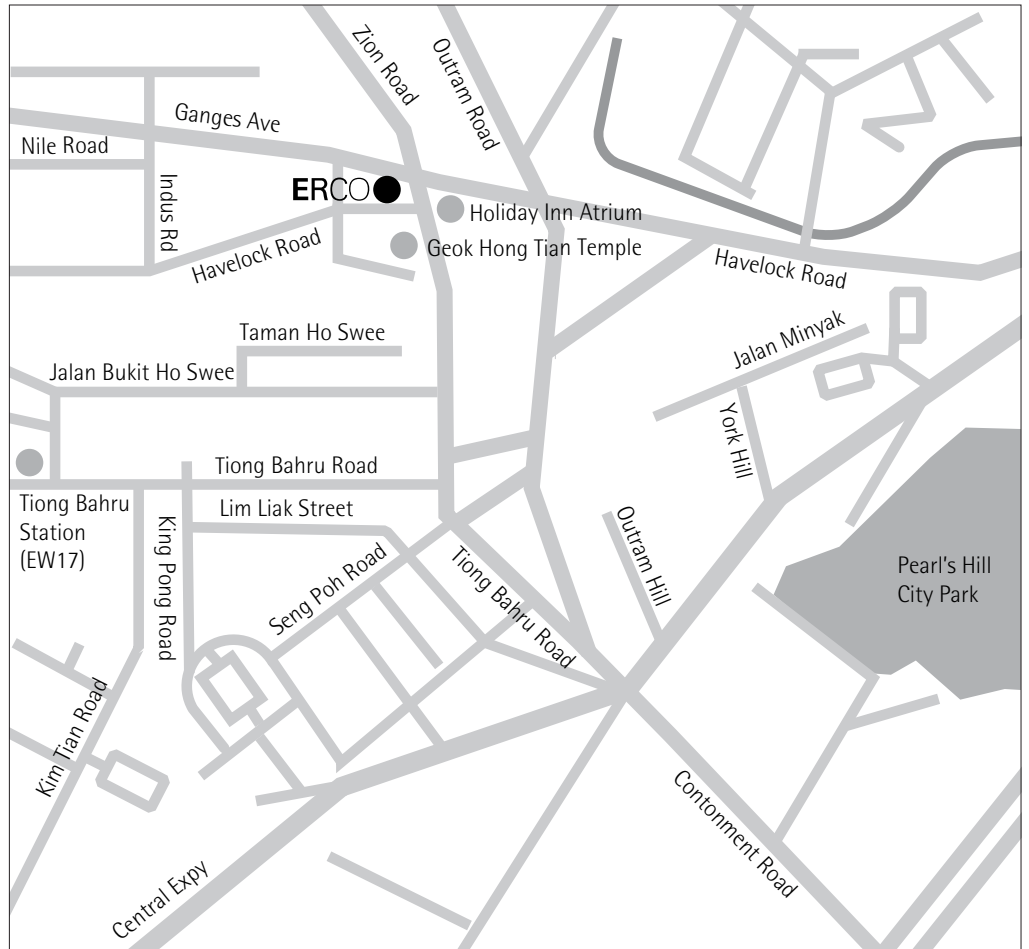 Zion Road
Outram Road
Ganges Ave
Nile Road
Indus Rd
ERCO
Holiday Inn Atrium
Geok Hong Tian Temple
Havelock Road
Havelock Road
Taman Ho Swee
Jalan Minyak
Jalan Bukit Ho Swee
York Hill
Tiong Bahru Road
Tiong Bahru
Station
(EW17)
Lim Liak Street
King Pong Road
Seng Poh Road
Tiong Bahru Road
Outram Hill
Pearl's Hill
City Park
Kim Tian Road
Contonment Road
Central Expy